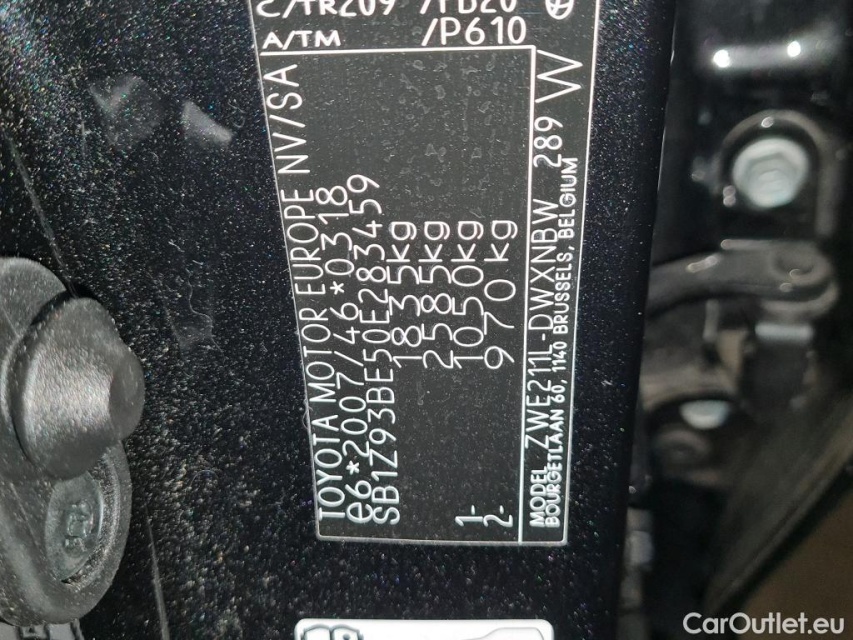 C/TR209 /FB20
A/TM /P610
TOYOTA MOTOR EUROPE NV/SA
e6*2007/46*0318
SB1Z93BE50E283459
1835kg
2585kg
1- 1050kg
2- 970kg
MODEL ZWE211L-DWXNBW 289 W
BOURGETLAAN 60, 1140 BRUSSELS, BELGIUM
CarOutlet.eu